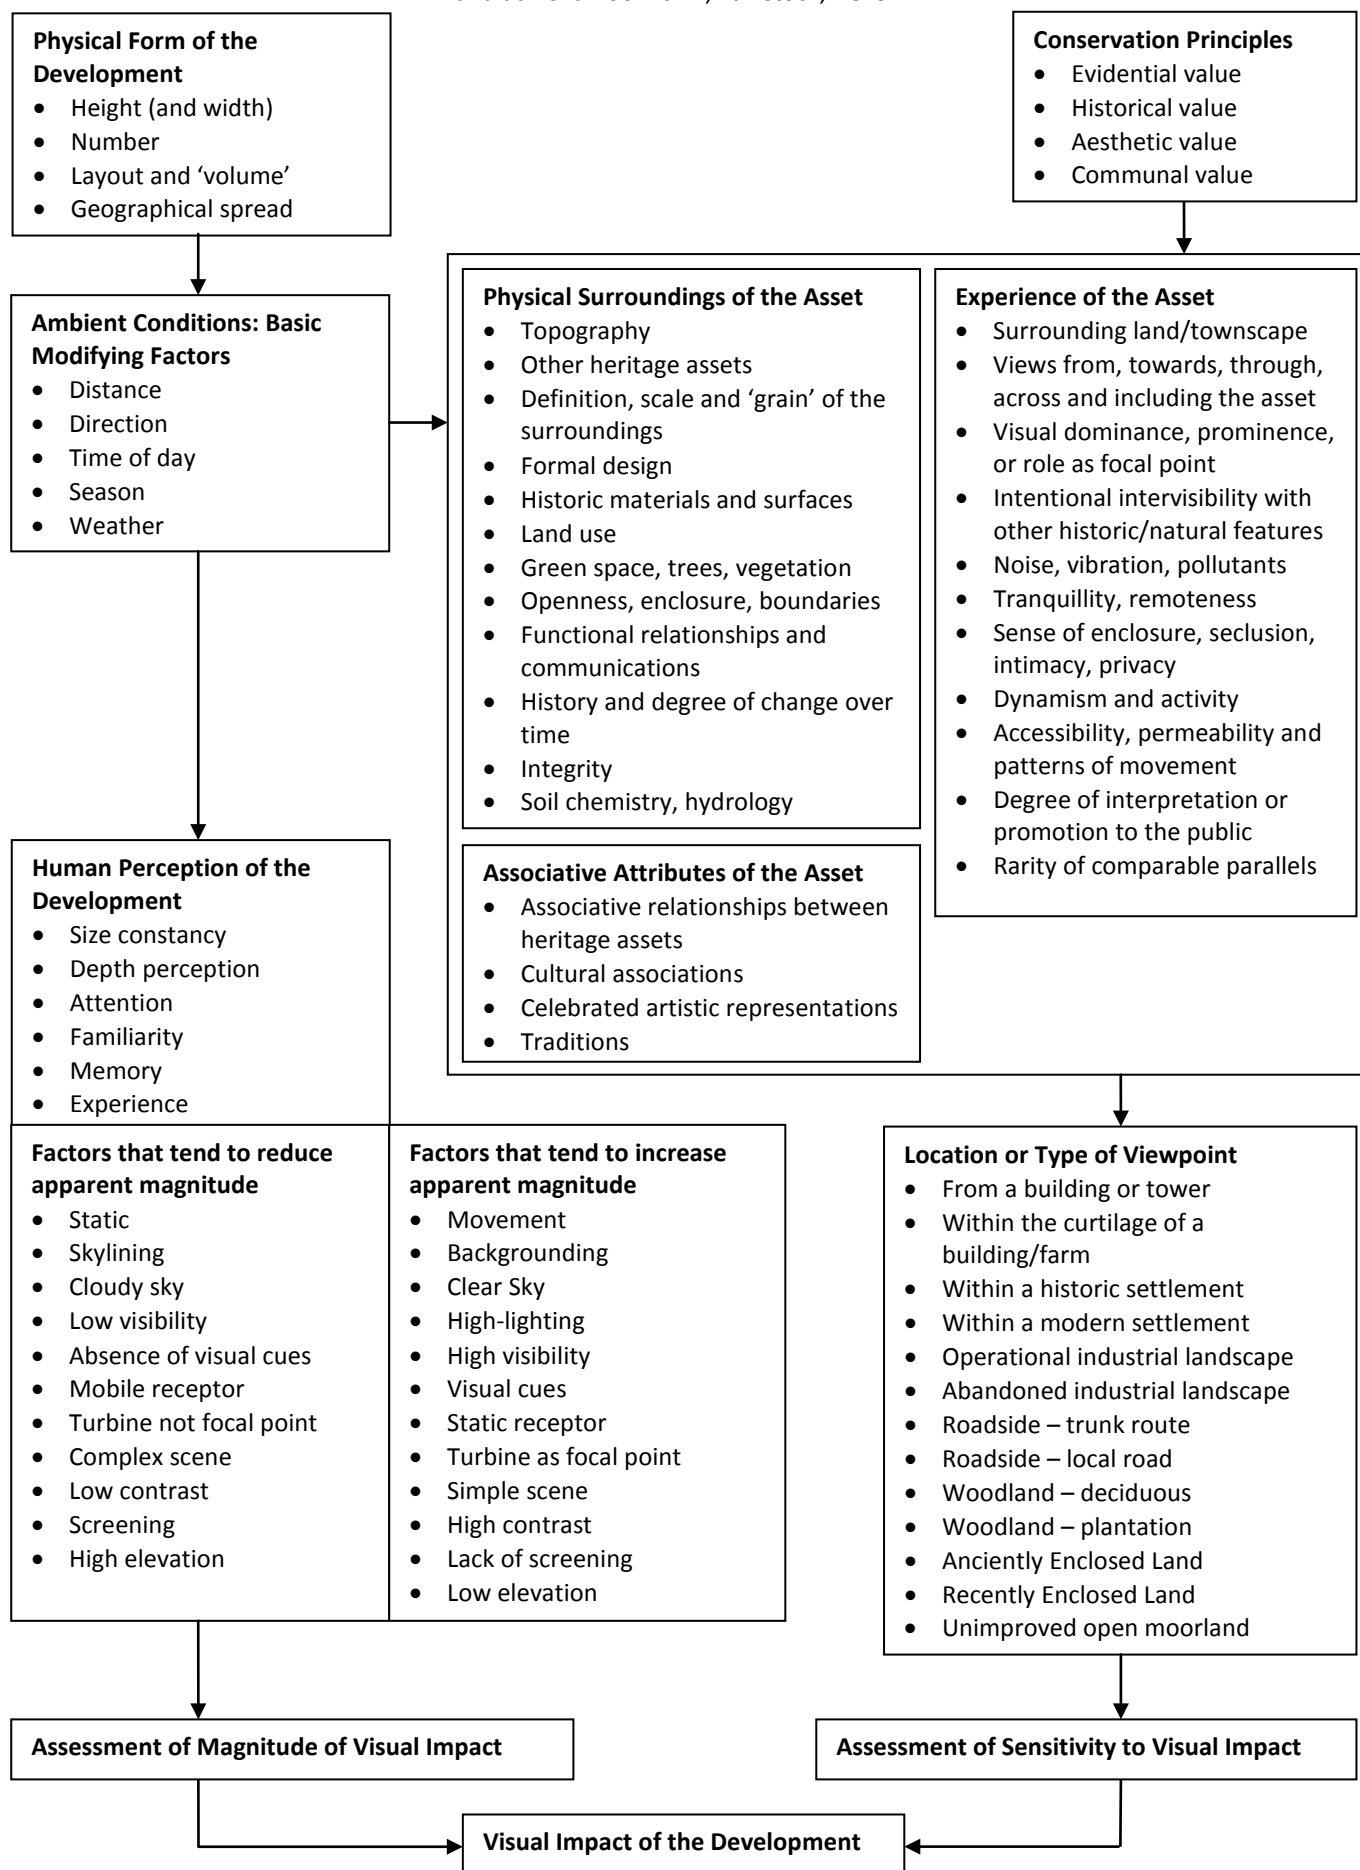 Physical Form of the
Development
• Height (and width)
• Number
• Layout and ‘volume’
• Geographical spread
Conservation Principles
• Evidential value
• Historical value
• Aesthetic value
• Communal value
Ambient Conditions: Basic
Modifying Factors
• Distance
• Direction
• Time of day
• Season
• Weather
Physical Surroundings of the Asset
• Topography
• Other heritage assets
• Definition, scale and ‘grain’ of the
surroundings
• Formal design
• Historic materials and surfaces
• Land use
• Green space, trees, vegetation
• Openness, enclosure, boundaries
• Functional relationships and
communications
• History and degree of change over
time
• Integrity
• Soil chemistry, hydrology
Experience of the Asset
• Surrounding land/townscape
• Views from, towards, through,
across and including the asset
• Visual dominance, prominence,
or role as focal point
• Intentional intervisibility with
other historic/natural features
• Noise, vibration, pollutants
• Tranquillity, remoteness
• Sense of enclosure, seclusion,
intimacy, privacy
• Dynamism and activity
• Accessibility, permeability and
patterns of movement
• Degree of interpretation or
promotion to the public
• Rarity of comparable parallels
Associative Attributes of the Asset
• Associative relationships between
heritage assets
• Cultural associations
• Celebrated artistic representations
• Traditions
Human Perception of the
Development
• Size constancy
• Depth perception
• Attention
• Familiarity
• Memory
• Experience
Factors that tend to reduce
apparent magnitude
• Static
• Skylining
• Cloudy sky
• Low visibility
• Absence of visual cues
• Mobile receptor
• Turbine not focal point
• Complex scene
• Low contrast
• Screening
• High elevation
Factors that tend to increase
apparent magnitude
• Movement
• Backgrounding
• Clear Sky
• High-lighting
• High visibility
• Visual cues
• Static receptor
• Turbine as focal point
• Simple scene
• High contrast
• Lack of screening
• Low elevation
Location or Type of Viewpoint
• From a building or tower
• Within the curtilage of a
building/farm
• Within a historic settlement
• Within a modern settlement
• Operational industrial landscape
• Abandoned industrial landscape
• Roadside – trunk route
• Roadside – local road
• Woodland – deciduous
• Woodland – plantation
• Anciently Enclosed Land
• Recently Enclosed Land
• Unimproved open moorland
Assessment of Magnitude of Visual Impact
Assessment of Sensitivity to Visual Impact
Visual Impact of the Development